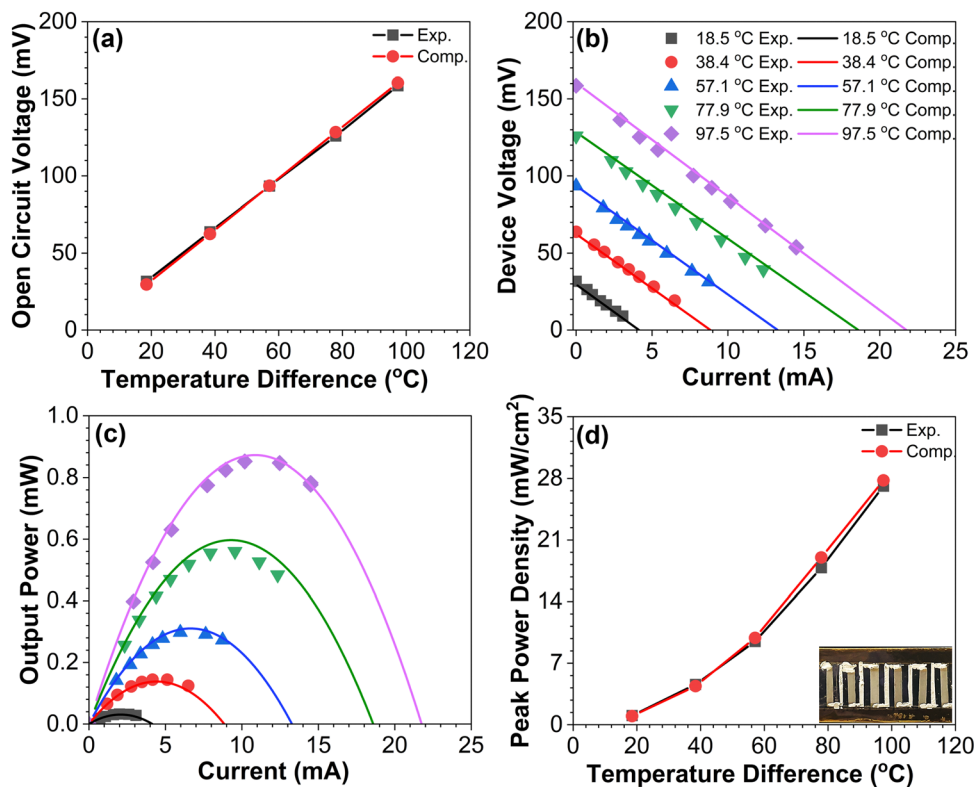 (a)
Exp.
Comp.
200
150
100
50
0
0 20 40 60 80 100 120
Open Circuit Voltage (mV)
Temperature Difference (°C)
(b)
18.5 °C Exp. 18.5 °C Comp.
38.4 °C Exp. 38.4 °C Comp.
57.1 °C Exp. 57.1 °C Comp.
77.9 °C Exp. 77.9 °C Comp.
97.5 °C Exp. 97.5 °C Comp.
200
150
100
50
0
0 5 10 15 20 25
Device Voltage (mV)
Current (mA)
(c)
1.0
0.8
0.6
0.4
0.2
0.0
0 5 10 15 20 25
Output Power (mW)
Current (mA)
(d)
Exp.
Comp.
35
28
21
14
7
0
0 20 40 60 80 100 120
Peak Power Density (mW/cm²)
Temperature Difference (°C)